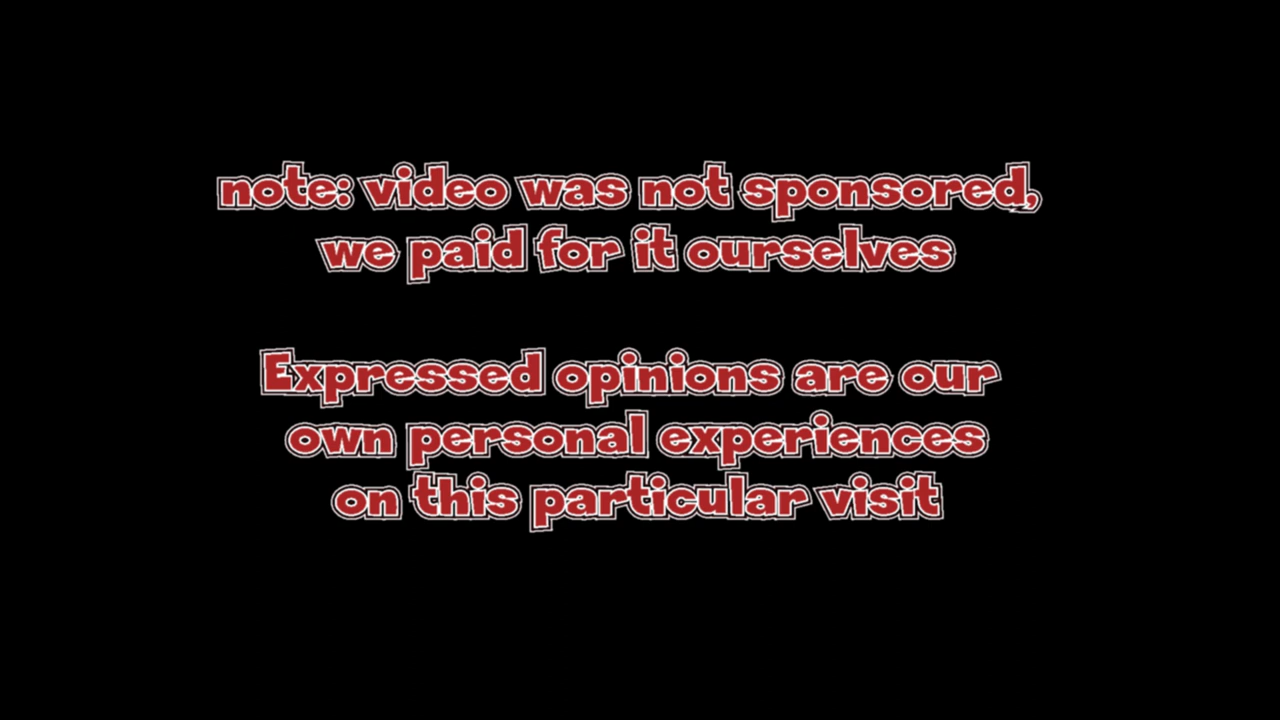 note: video was not sponsored,
we paid for it ourselves
Expressed opinions are our
own personal experiences
on this particular visit